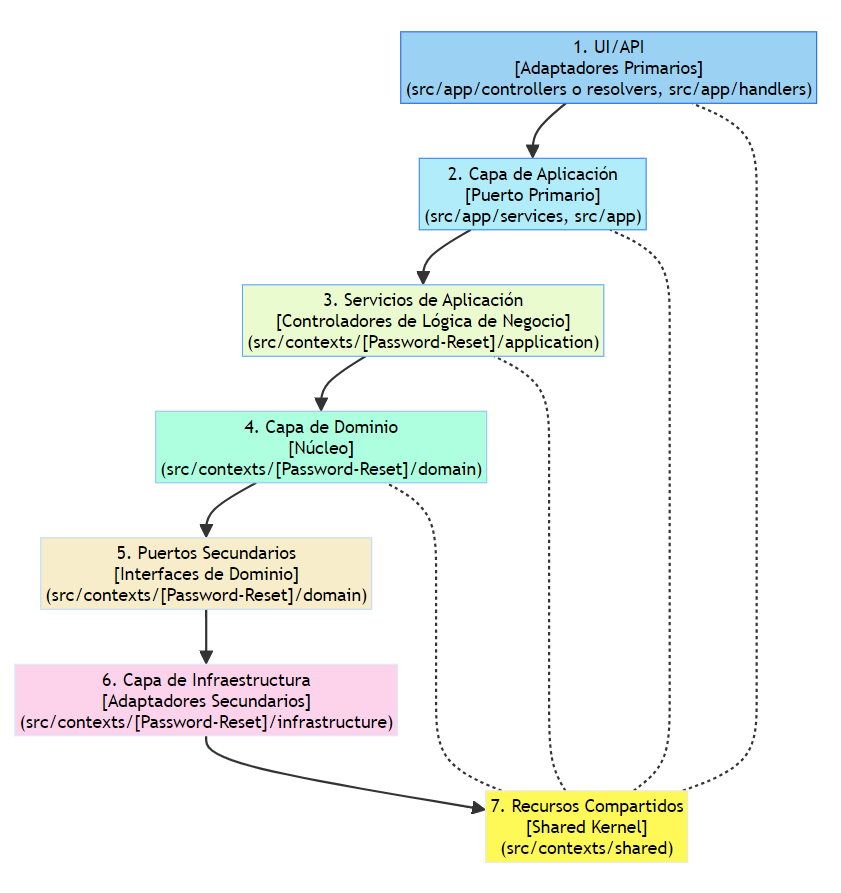 1. UI/API
[Adaptadores Primarios]
(src/app/controllers o resolvers, src/app/handlers)
2. Capa de Aplicación
[Puerto Primario]
(src/app/services, src/app)
3. Servicios de Aplicación
[Controladores de Lógica de Negocio]
(src/contexts/[Password-Reset]/application)
4. Capa de Dominio
[Núcleo]
(src/contexts/[Password-Reset]/domain)
5. Puertos Secundarios
[Interfaces de Dominio]
(src/contexts/[Password-Reset]/domain)
6. Capa de Infraestructura
[Adaptadores Secundarios]
(src/contexts/[Password-Reset]/infrastructure)
7. Recursos Compartidos
[Shared Kernel]
(src/contexts/shared)